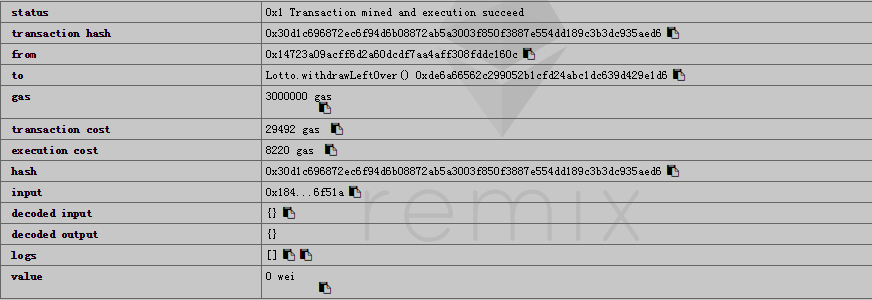 status 0x1 Transaction mined and execution succeed
transaction hash 0x30d1c696872ec6f94d6b08872ab5a3003f850f3887e554dd189c3b3dc935aed6
from 0x14723a09acff6d2a60dcdf7aa4aff308fddc160c
to Lotto.withdrawLeftOver() 0xde6a66562c299052b1cfd24abc1dc639d429e1d6
gas 3000000 gas
transaction cost 29492 gas
execution cost 8220 gas
hash 0x30d1c696872ec6f94d6b08872ab5a3003f850f3887e554dd189c3b3dc935aed6
input 0x184...6f51a
decoded input {}
decoded output {}
logs []
value 0 wei
remix